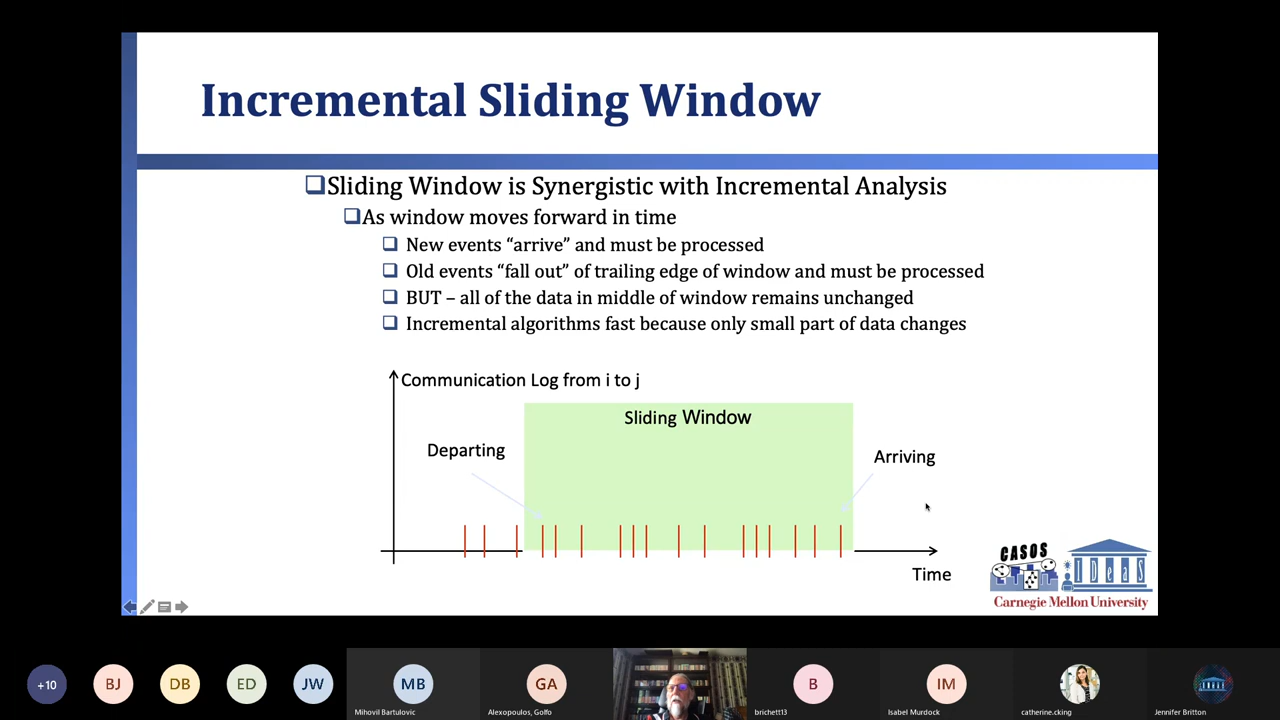 Incremental Sliding Window
Sliding Window is Synergistic with Incremental Analysis
As window moves forward in time
New events “arrive” and must be processed
Old events “fall out” of trailing edge of window and must be processed
BUT – all of the data in middle of window remains unchanged
Incremental algorithms fast because only small part of data changes
Communication Log from i to j
Sliding Window
Departing
Arriving
Time
CASOS
IDeaS
Carnegie Mellon University
+10
BJ
DB
ED
JW
MB
GA
B
IM
Mihovil Bartulovic
Alexopoulos, Golfo
brichett13
Isabel Murdock
catherine.cking
Jennifer Britton